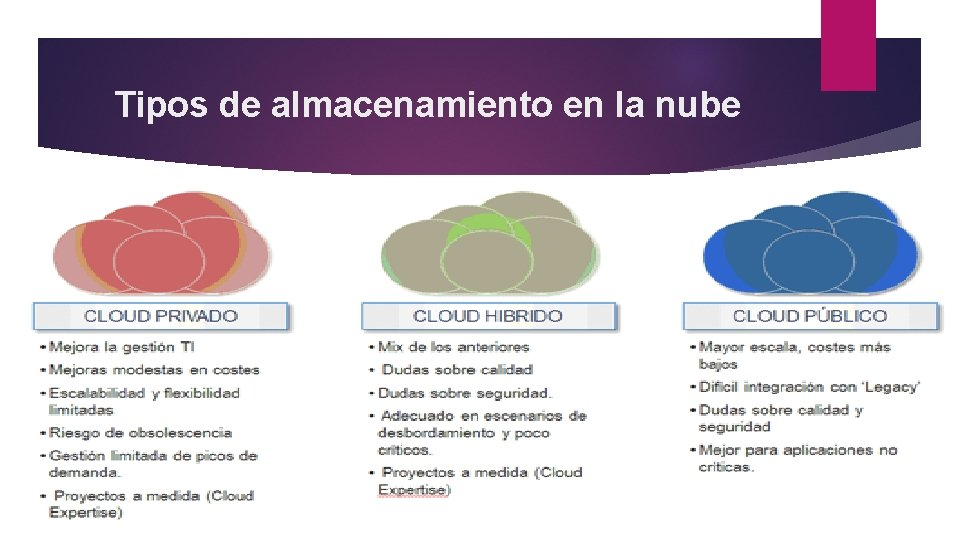 Tipos de almacenamiento en la nube
CLOUD PRIVADO
• Mejora la gestión TI
• Mejoras modestas en costes
• Escalabilidad y flexibilidad
limitadas
• Riesgo de obsolescencia
• Gestión limitada de picos de
demanda.
• Proyectos a medida (Cloud
Expertise)
CLOUD HIBRIDO
• Mix de los anteriores
• Dudas sobre calidad
• Dudas sobre seguridad.
• Adecuado en escenarios de
desbordamiento y poco
críticos.
• Proyectos a medida (Cloud
Expertise)
CLOUD PÚBLICO
• Mayor escala, costes más
bajos
• Difícil integración con ‘Legacy’
• Dudas sobre calidad y
seguridad
• Mejor para aplicaciones no
críticas.